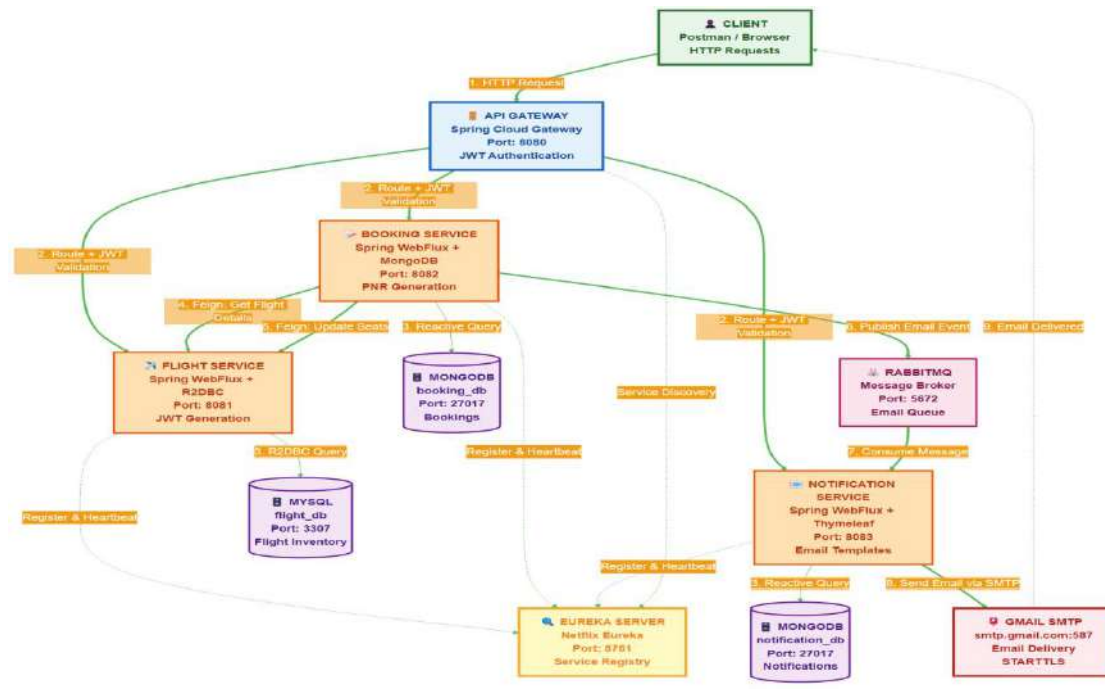 CLIENT
Postman / Browser
HTTP Requests
1. HTTP Request
API GATEWAY
Spring Cloud Gateway
Port: 8080
JWT Authentication
2. Route + JWT
Validation
2. Route + JWT
Validation
2. Route + JWT
Validation
BOOKING SERVICE
Spring WebFlux +
MongoDB
Port: 8082
PNR Generation
4. Feign: Get Flight
Details
5. Feign: Update Seats
3. Reactive Query
6. Publish Email Event
9. Email Delivered
FLIGHT SERVICE
Spring WebFlux +
R2DBC
Port: 8081
JWT Generation
MONGODB
booking_db
Port: 27017
Bookings
RABBITMQ
Message Broker
Port: 5672
Email Queue
Service Discovery
3. R2DBC Query
Register & Heartbeat
7. Consume Message
MYSQL
flight_db
Port: 3307
Flight Inventory
NOTIFICATION
SERVICE
Spring WebFlux +
Thymeleaf
Port: 8083
Email Templates
Register & Heartbeat
Register & Heartbeat
3. Reactive Query
8. Send Email via SMTP
EUREKA SERVER
Netflix Eureka
Port: 8761
Service Registry
MONGODB
notification_db
Port: 27017
Notifications
GMAIL SMTP
smtp.gmail.com:587
Email Delivery
STARTTLS